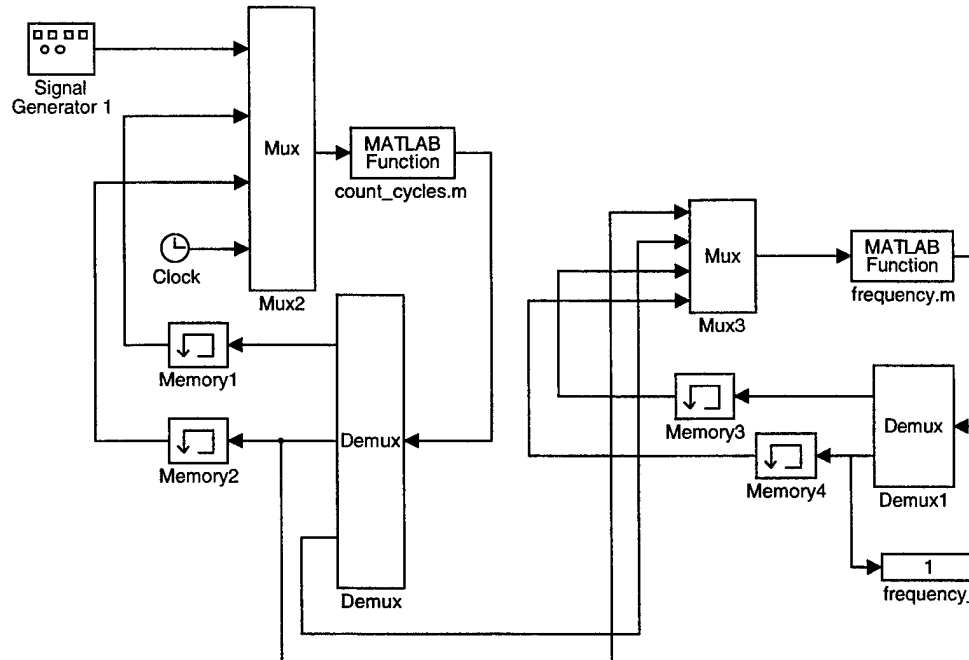 Signal
Generator 1
Mux
MATLAB
Function
count_cycles.m
Clock
Mux2
Mux
MATLAB
Function
frequency.m
Mux3
Memory1
Memory2
Demux
Demux
Memory3
Memory4
Demux
Demux1
1
frequency_